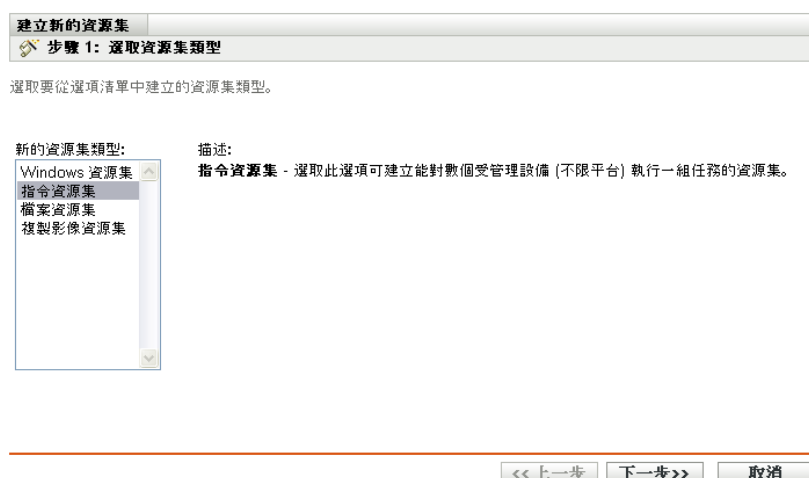 建立新的資源集
步驟 1: 選取資源集類型
選取要從選項清單中建立的資源集類型。
新的資源集類型:
Windows 資源集
指令資源集
檔案資源集
複製影像資源集
描述:
指令資源集 - 選取此選項可建立能對數個受管理設備 (不限平台) 執行一組任務的資源集。
<< 上一步
下一步>>
取消